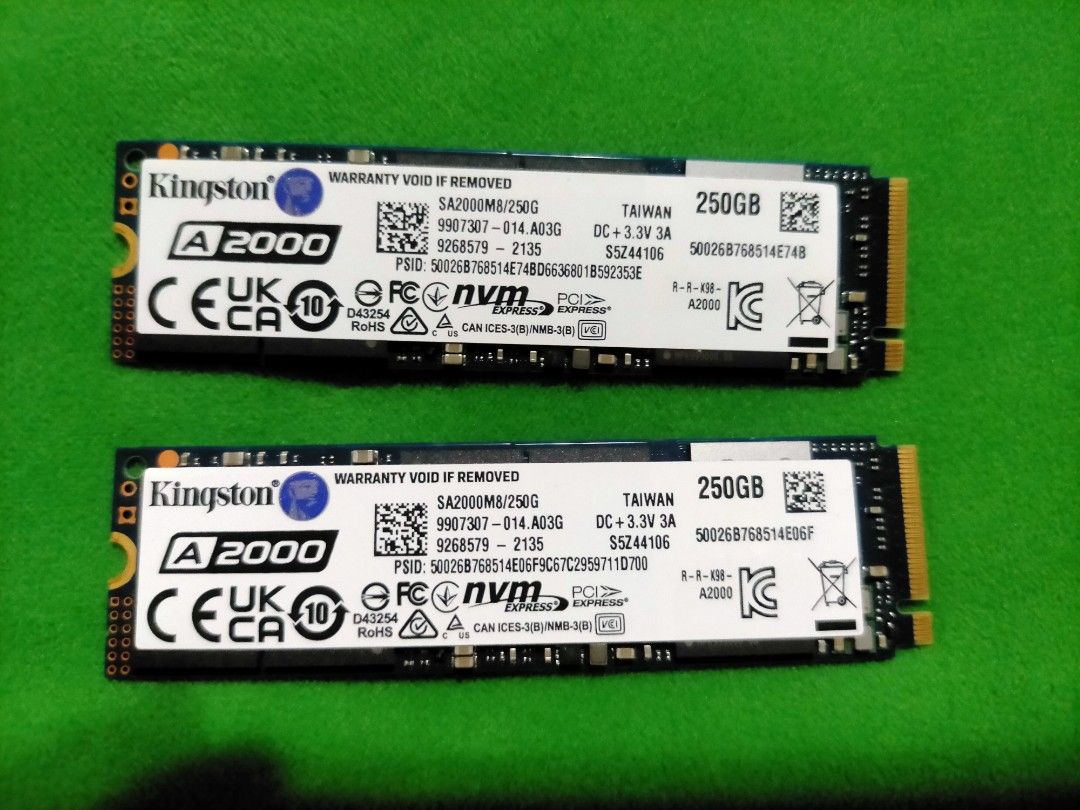 Kingston
WARRANTY VOID IF REMOVED
A2000
SA2000M8/250G
9907307-014.A03G
9268579 - 2135
TAIWAN
DC+3.3V 3A
S5Z44106
250GB
50026B768514E74B
PSID: 50026B768514E74BD6636801B592353E
CE UK CA 10
D43254
RoHS
FC
C US
nvm EXPRESS
PCI EXPRESS
CAN ICES-3(B)/NMB-3(B) VCI
R-R-K98-
A2000
Kingston
WARRANTY VOID IF REMOVED
A2000
SA2000M8/250G
9907307-014.A03G
9268579 - 2135
TAIWAN
DC+3.3V 3A
S5Z44106
250GB
50026B768514E06F
PSID: 50026B768514E06F9C67C2959711D700
CE UK CA 10
D43254
RoHS
FC
C US
nvm EXPRESS
PCI EXPRESS
CAN ICES-3(B)/NMB-3(B) VCI
R-R-K98-
A2000